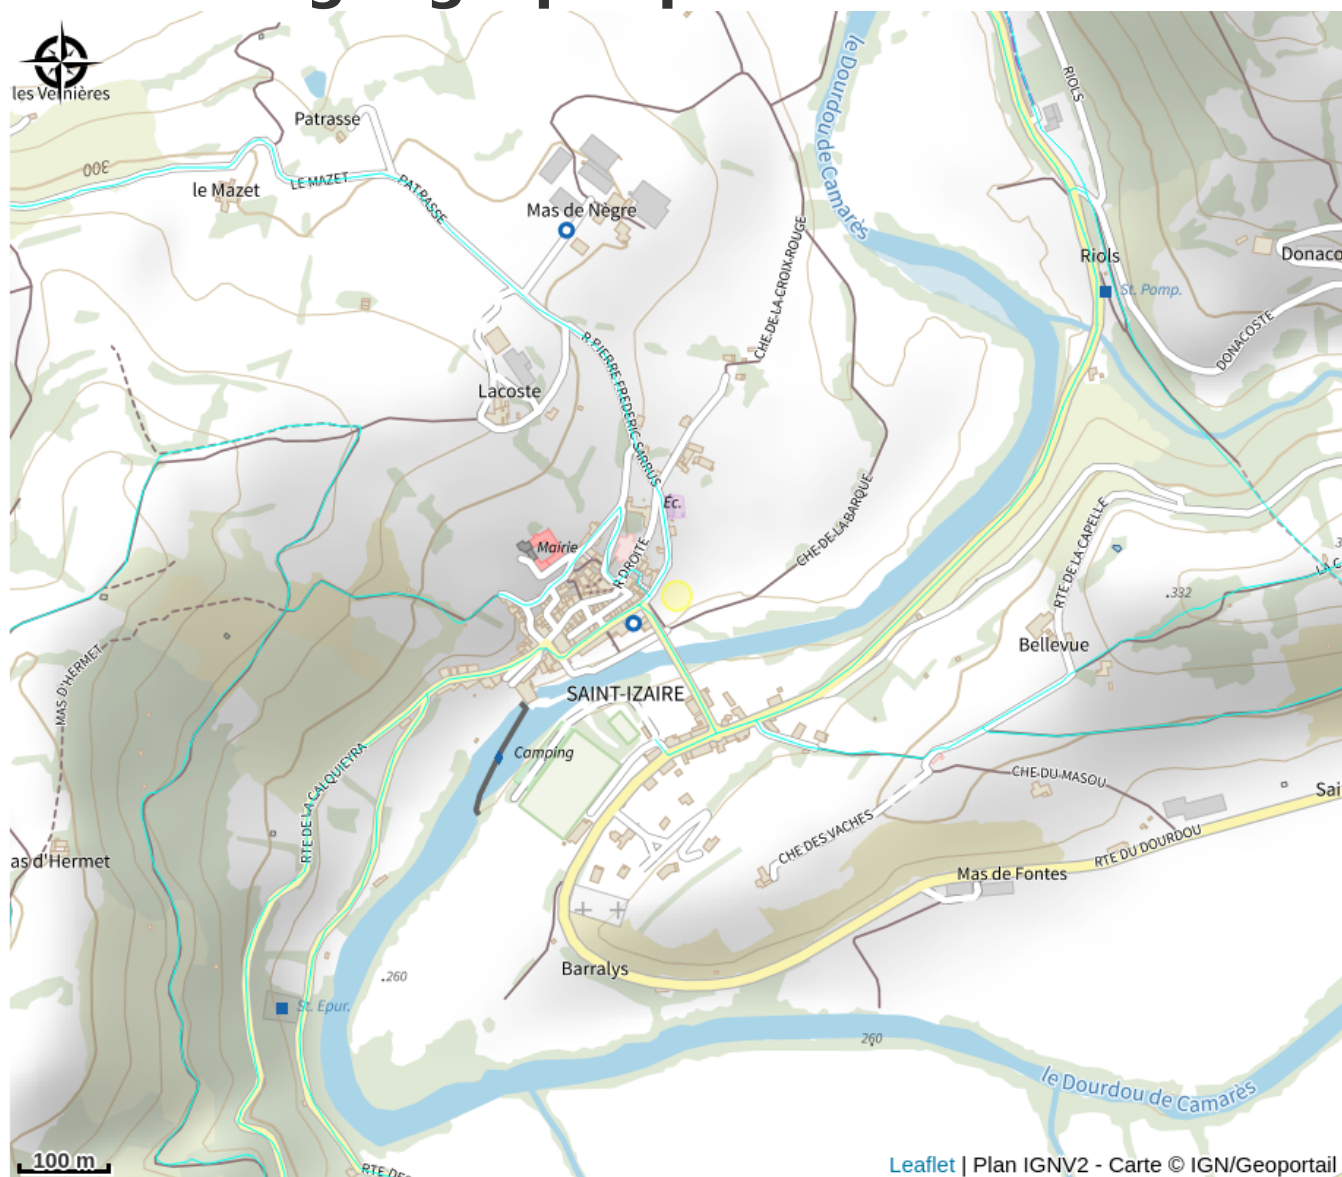 les Vernières
Patrasse
300
le Mazet
LE MAZET
PATRASSE
Mas de Nègre
le Dourdou de Camarès
RIOLS
Riols
St. Pomp.
Donaco
DONACOSTE
CHE-DE-LA-CROIX-ROUGE
R-PIERRE FREDERIC SARRUS
Lacoste
Éc.
Mairie
R-DROITE
CHE-DE-LA-BARQUE
RTE-DE-LA CAPELLE
.332
LA C
Bellevue
MAS D'HERMET
SAINT-IZAIRE
Camping
RTE-DE-LA CALQUIEYRA
CHE-DU-MASOU
Sai
as d'Hermet
CHE-DES VACHES
RTE DU DOURDOU
Mas de Fontes
Barralys
.260
St. Epur.
260
le Dourdou de Camarès
100 m
Leaflet | Plan IGNV2 - Carte © IGN/Geoportail